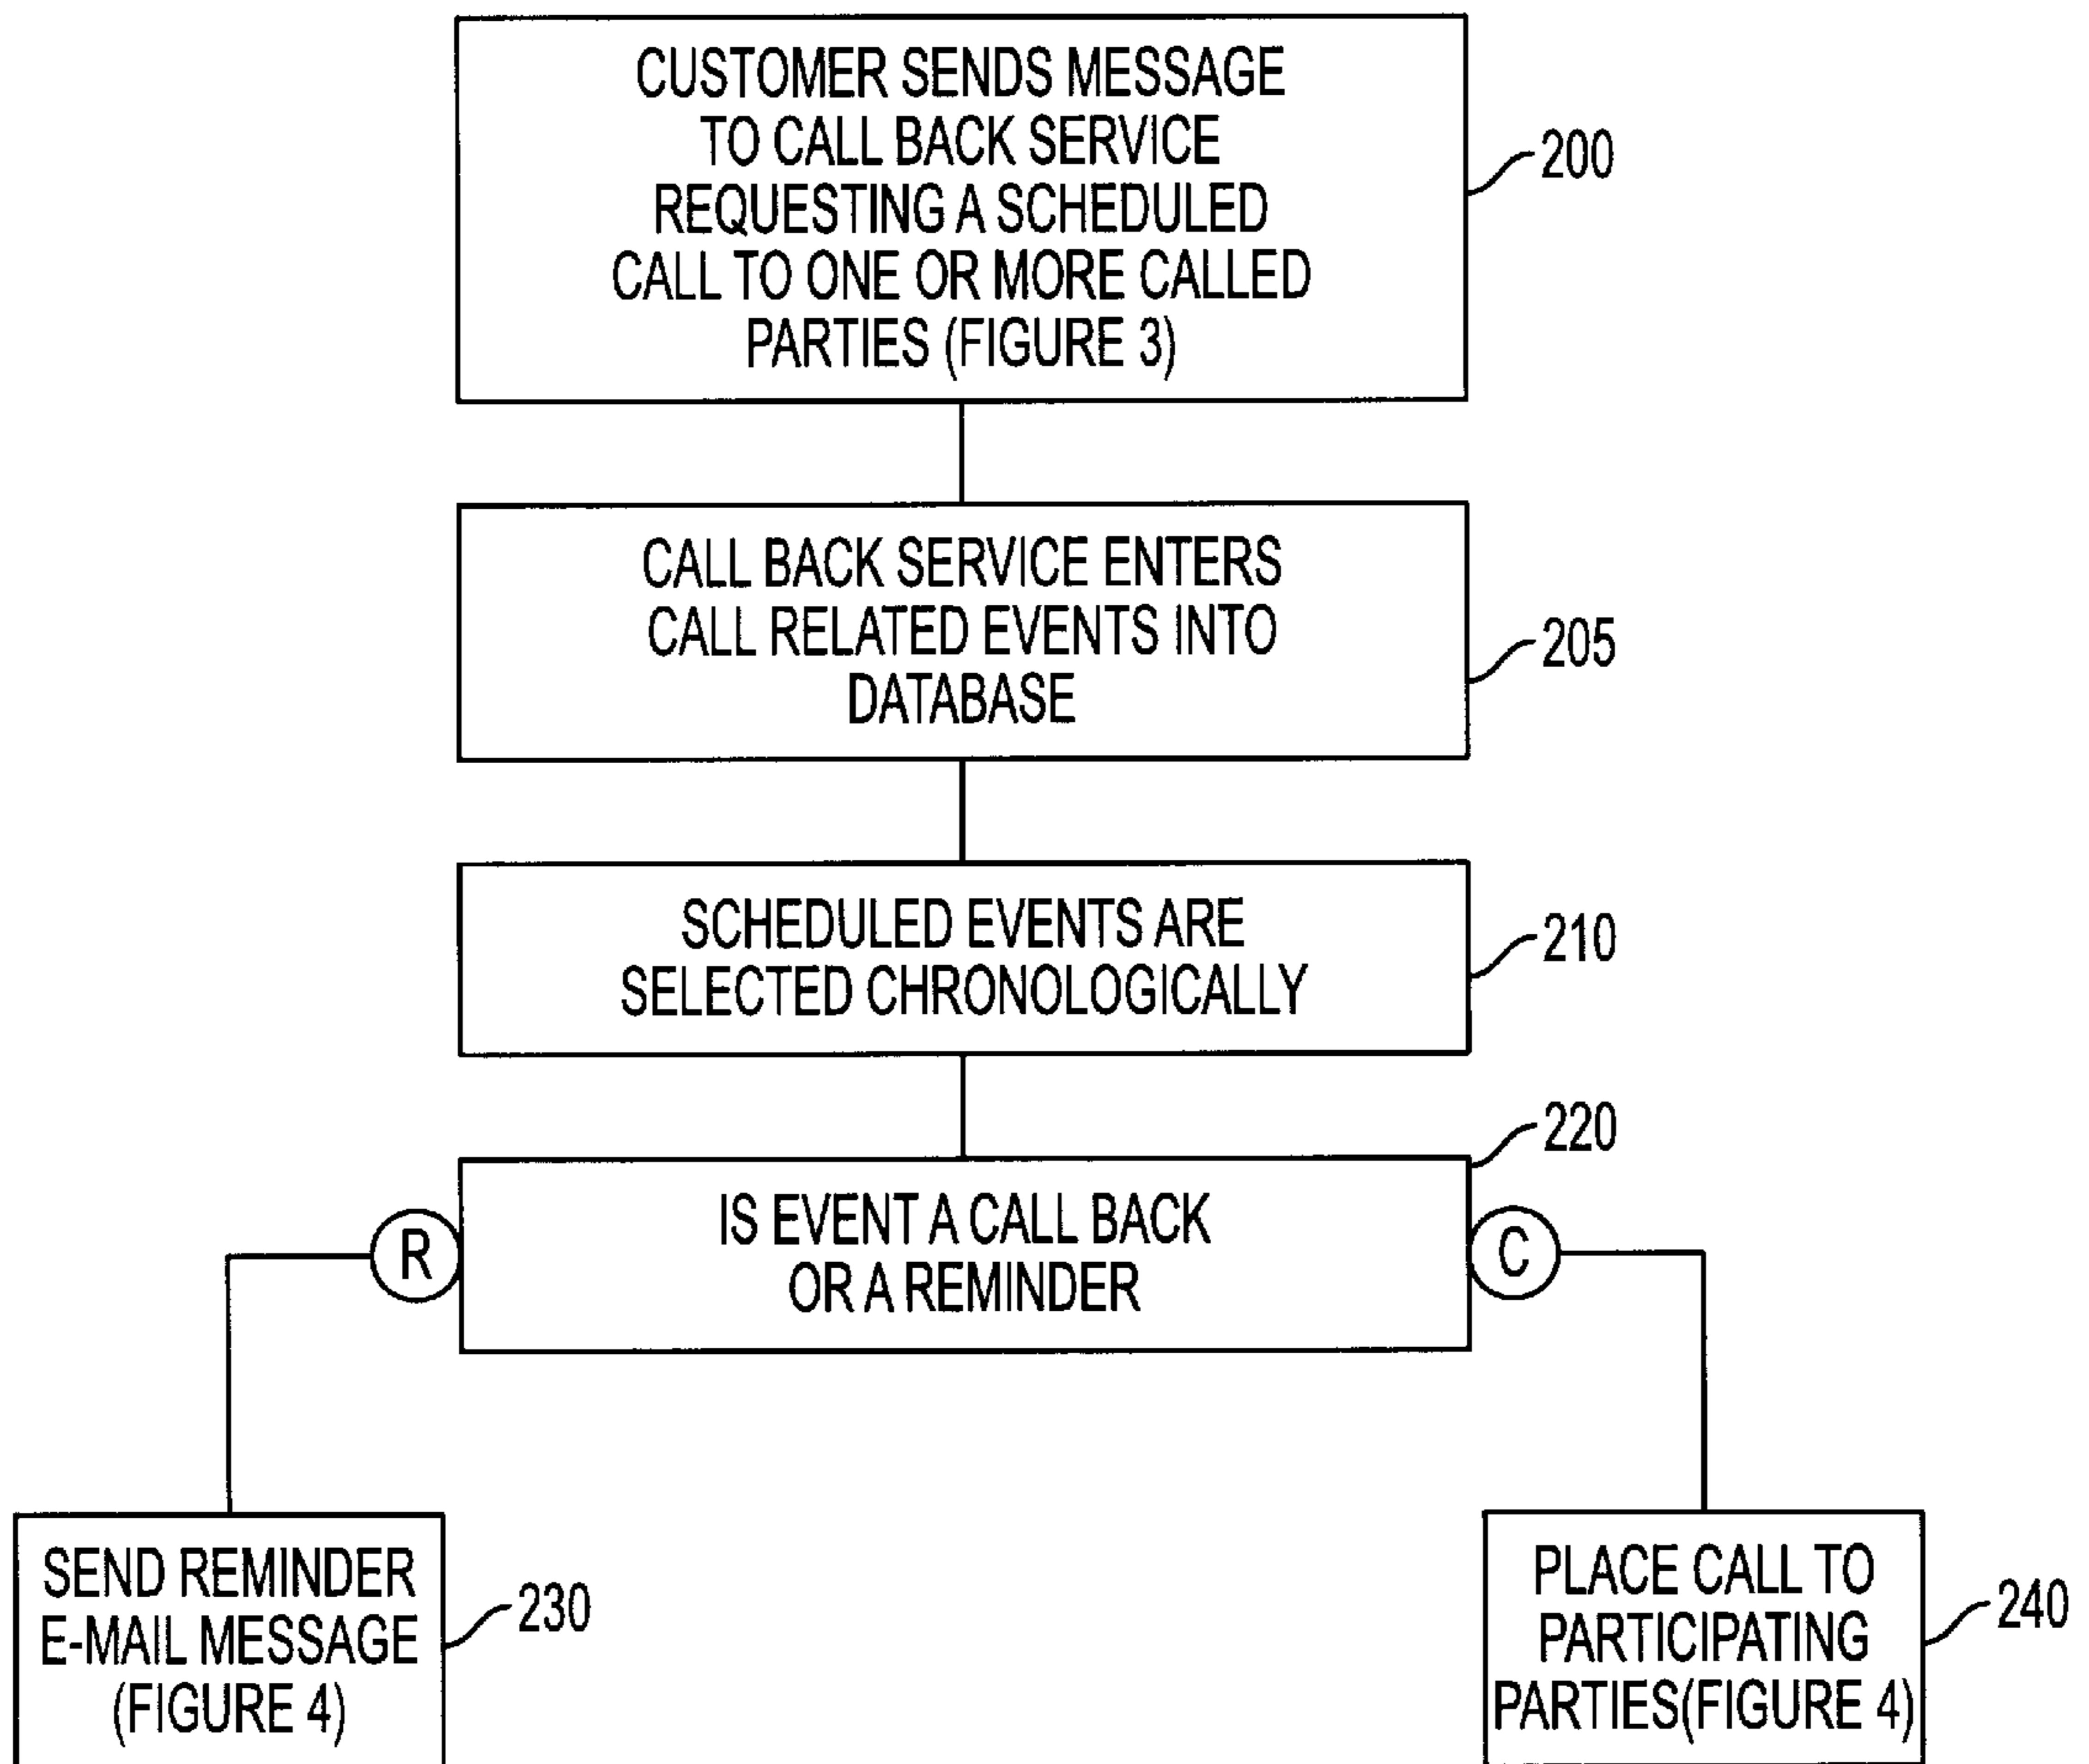 CUSTOMER SENDS MESSAGE
TO CALL BACK SERVICE
REQUESTING A SCHEDULED
CALL TO ONE OR MORE CALLED
PARTIES (FIGURE 3)
200
CALL BACK SERVICE ENTERS
CALL RELATED EVENTS INTO
DATABASE
205
SCHEDULED EVENTS ARE
SELECTED CHRONOLOGICALLY
210
220
IS EVENT A CALL BACK
OR A REMINDER
R
C
SEND REMINDER
E-MAIL MESSAGE
(FIGURE 4)
230
PLACE CALL TO
PARTICIPATING
PARTIES(FIGURE 4)
240